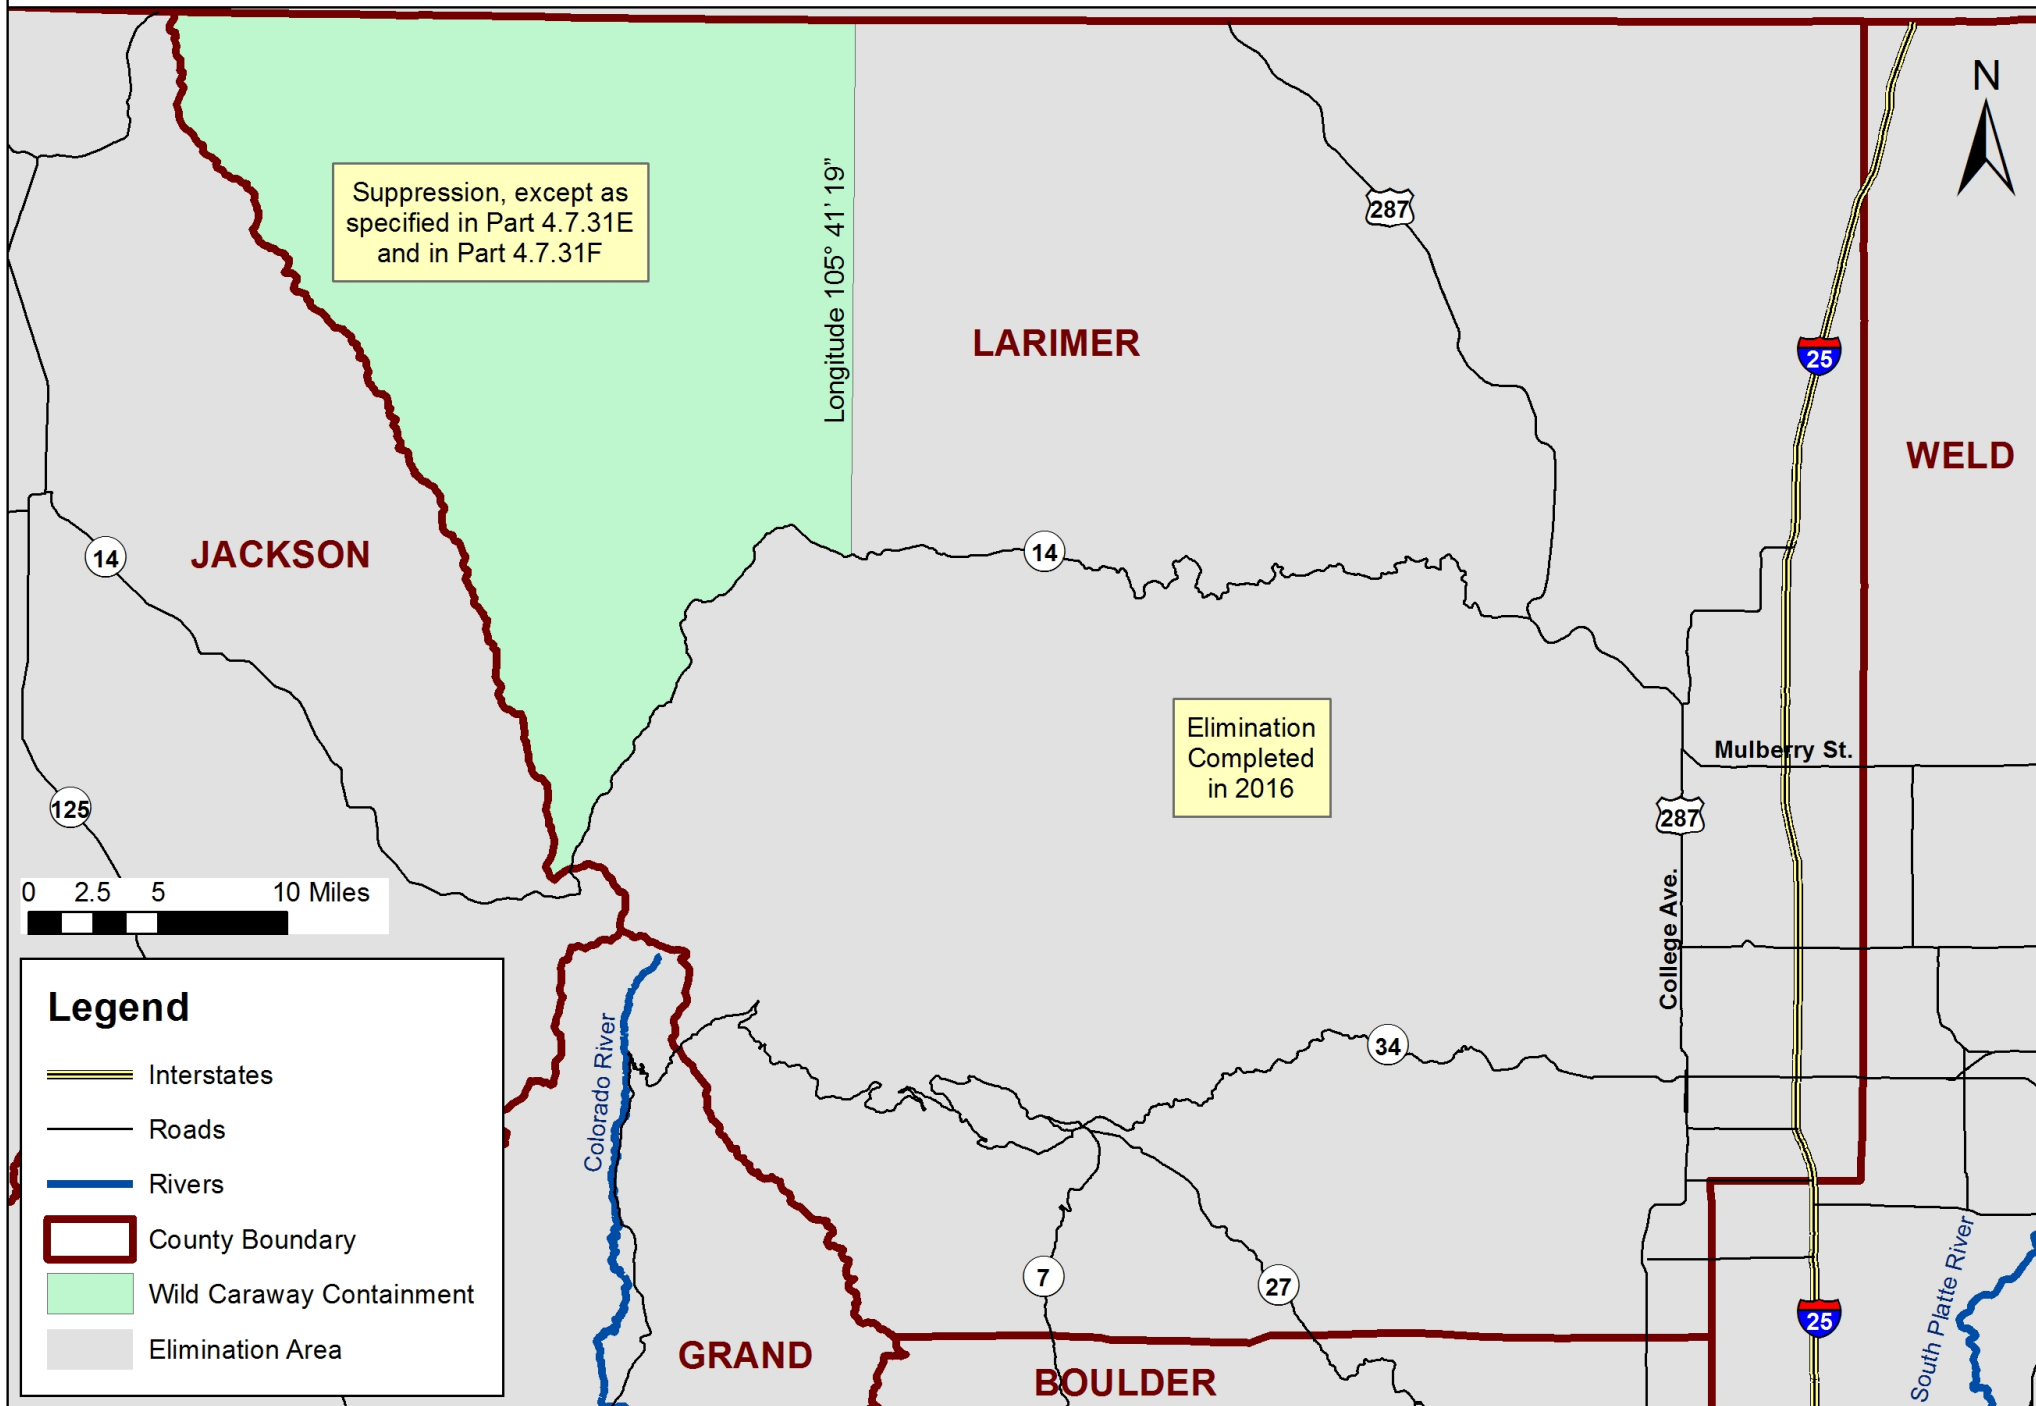 N
Suppression, except as
specified in Part 4.7.31E
and in Part 4.7.31F
Longitude 105° 41’ 19”
287
LARIMER
25
WELD
JACKSON
14
14
Elimination
Completed
in 2016
Mulberry St.
287
125
College Ave.
0 2.5 5 10 Miles
Legend
Interstates
Roads
Rivers
County Boundary
Wild Caraway Containment
Elimination Area
Colorado River
34
7
27
25
South Platte River
GRAND
BOULDER